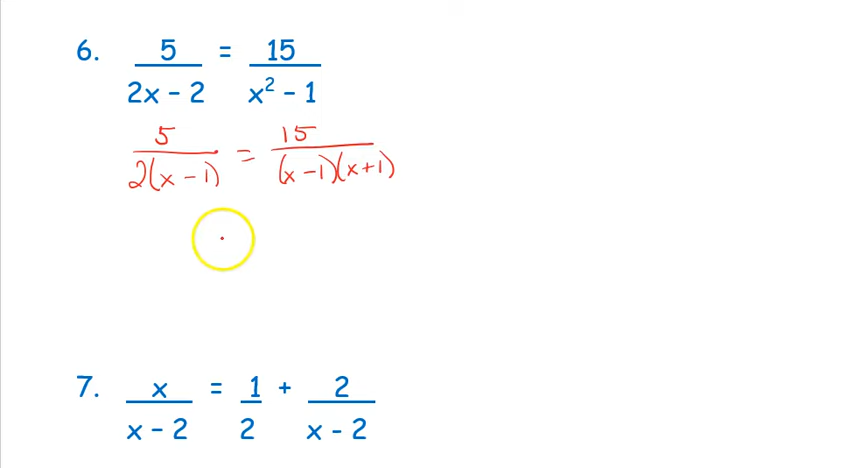 6. 5/(2x – 2) = 15/(x² – 1)
5/(2(x – 1)) = 15/((x – 1)(x + 1))
7. x/(x – 2) = 1/2 + 2/(x - 2)